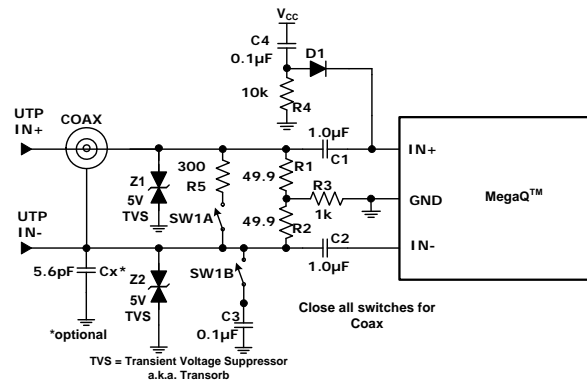 VCC
C4
0.1µF
D1
10k
R4
UTP
IN+
COAX
1.0µF
C1
IN+
Z1
5V
TVS
300
R5
SW1A
49.9
R1
R3
1k
GND
MegaQ™
49.9
R2
UTP
IN-
C2
1.0µF
IN-
5.6pF
Cx*
*optional
Z2
5V
TVS
SW1B
C3
0.1µF
Close all switches for
Coax
TVS = Transient Voltage Suppressor
a.k.a. Transorb